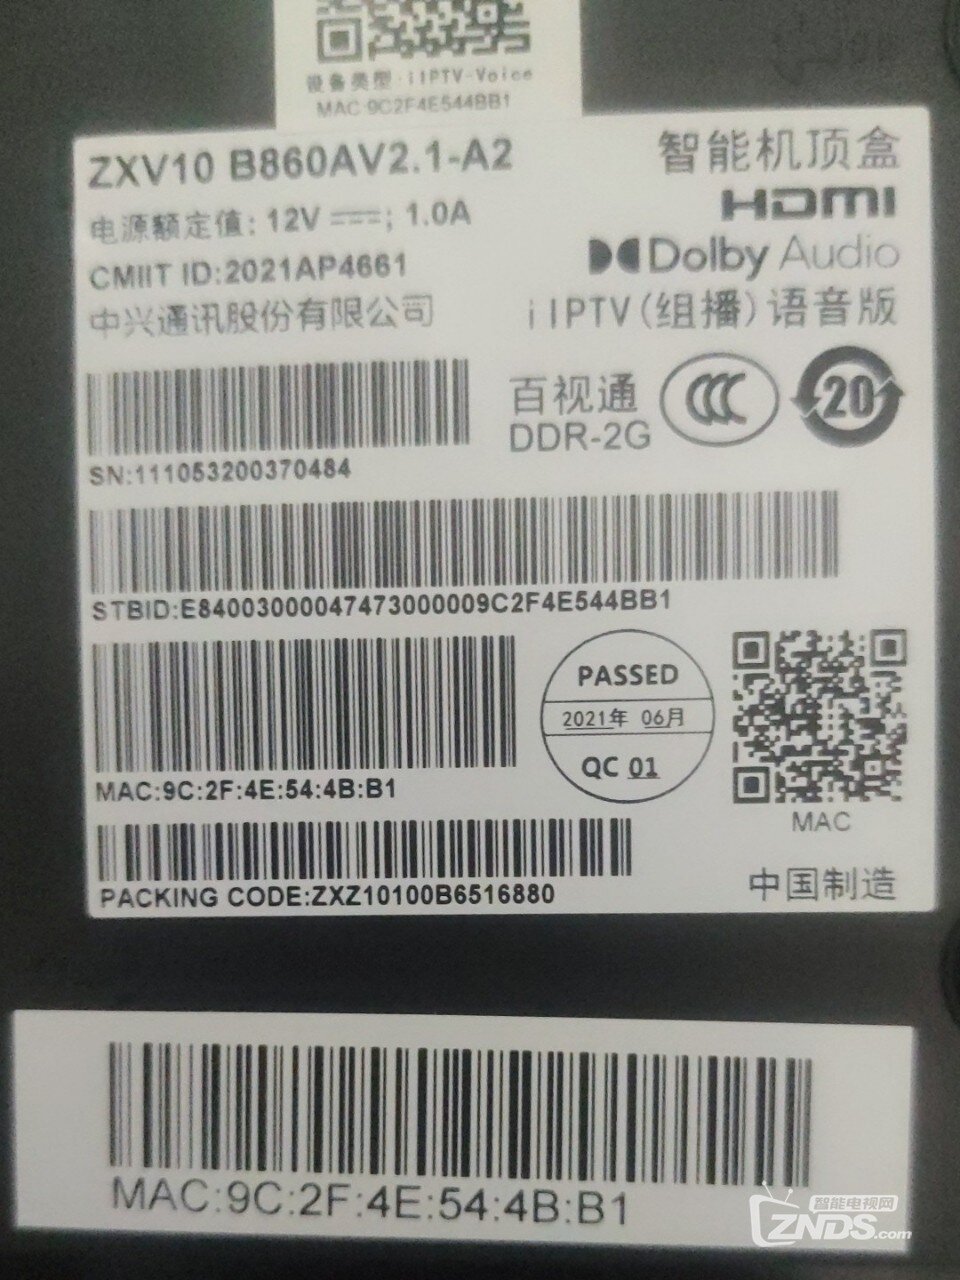 设备类型:iIPTV-Voice
MAC:9C2F4E544BB1
ZXV10 B860AV2.1-A2
智能机顶盒
电源额定值: 12V ⎓; 1.0A
HDMI
CMIIT ID:2021AP4661
Dolby Audio
中兴通讯股份有限公司
iIPTV(组播)语音版
百视通
DDR-2G
CCC
20
SN:111053200370484
STBID:E8400300047473000009C2F4E544BB1
PASSED
2021年 06月
QC 01
MAC:9C:2F:4E:54:4B:B1
MAC
PACKING CODE:ZXZ10100B6516880
中国制造
MAC:9C:2F:4E:54:4B:B1
智能电视网
ZNDS.com